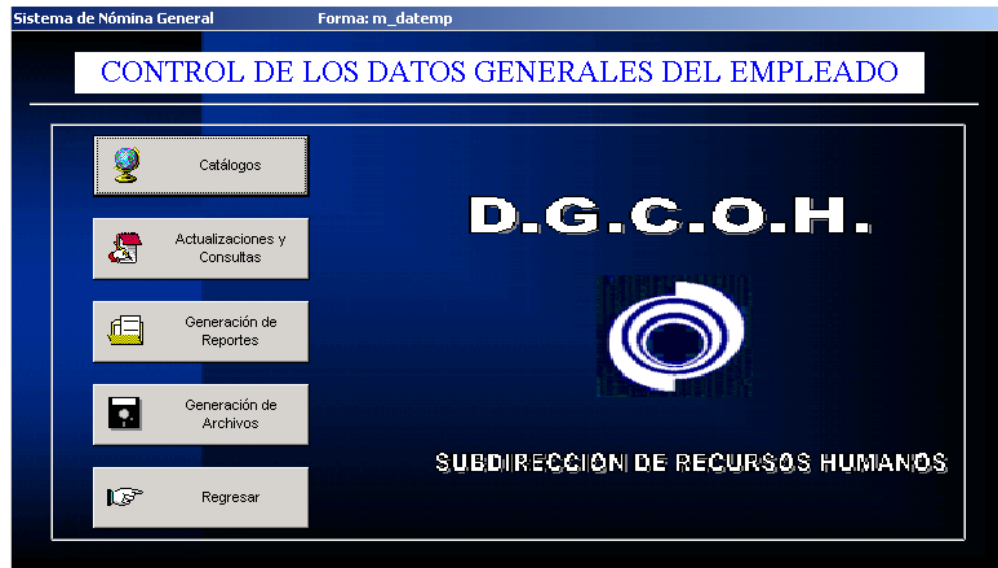 Sistema de Nómina General Forma: m_datemp
CONTROL DE LOS DATOS GENERALES DEL EMPLEADO
Catálogos
Actualizaciones y
Consultas
Generación de
Reportes
Generación de
Archivos
Regresar
D.G.C.O.H.
SUBDIRECCION DE RECURSOS HUMANOS